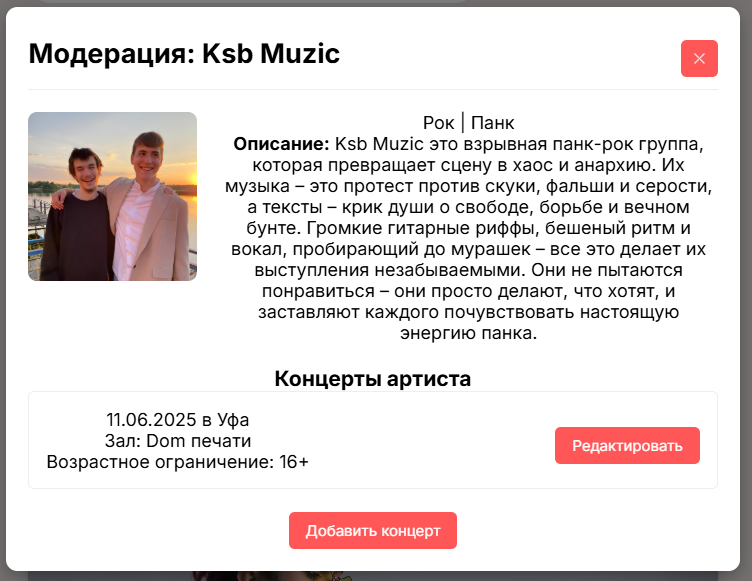 Модерация: Ksb Muzic
Рок | Панк
Описание: Ksb Muzic это взрывная панк-рок группа,
которая превращает сцену в хаос и анархию. Их
музыка – это протест против скуки, фальши и серости,
а тексты – крик души о свободе, борьбе и вечном
бунте. Громкие гитарные риффы, бешеный ритм и
вокал, пробирающий до мурашек – все это делает их
выступления незабываемыми. Они не пытаются
понравиться – они просто делают, что хотят, и
заставляют каждого почувствовать настоящую
энергию панка.
Концерты артиста
11.06.2025 в Уфа
Зал: Dom печати
Возрастное ограничение: 16+
Редактировать
Добавить концерт